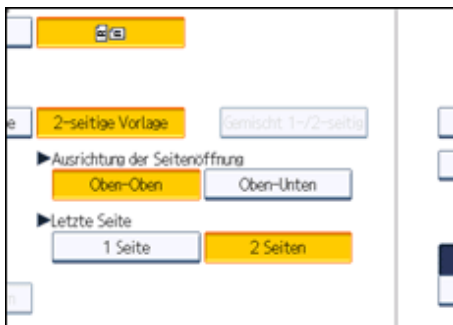 2-seitige Vorlage Gemischt 1-/2-seitig
►Ausrichtung der Seitenöffnung
Oben-Oben Oben-Unten
►Letzte Seite
1 Seite 2 Seiten